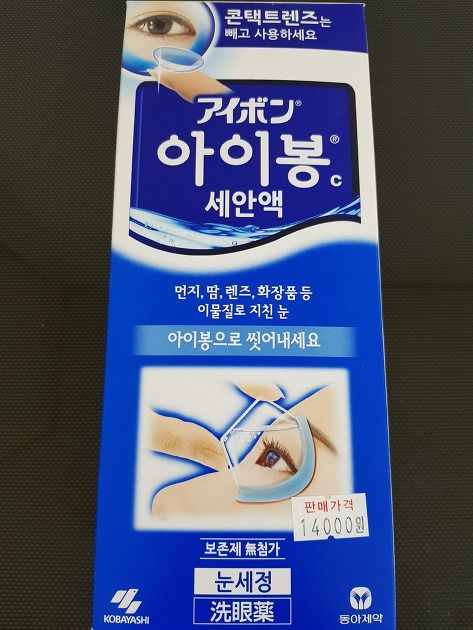 콘택트렌즈는
빼고 사용하세요
アイボン®
아이봉® c
세안액
먼지, 땀, 렌즈, 화장품 등
이물질로 지친 눈
아이봉으로 씻어내세요
판매가격
14000원
보존제 無첨가
눈세정
洗眼薬
KOBAYASHI
동아제약